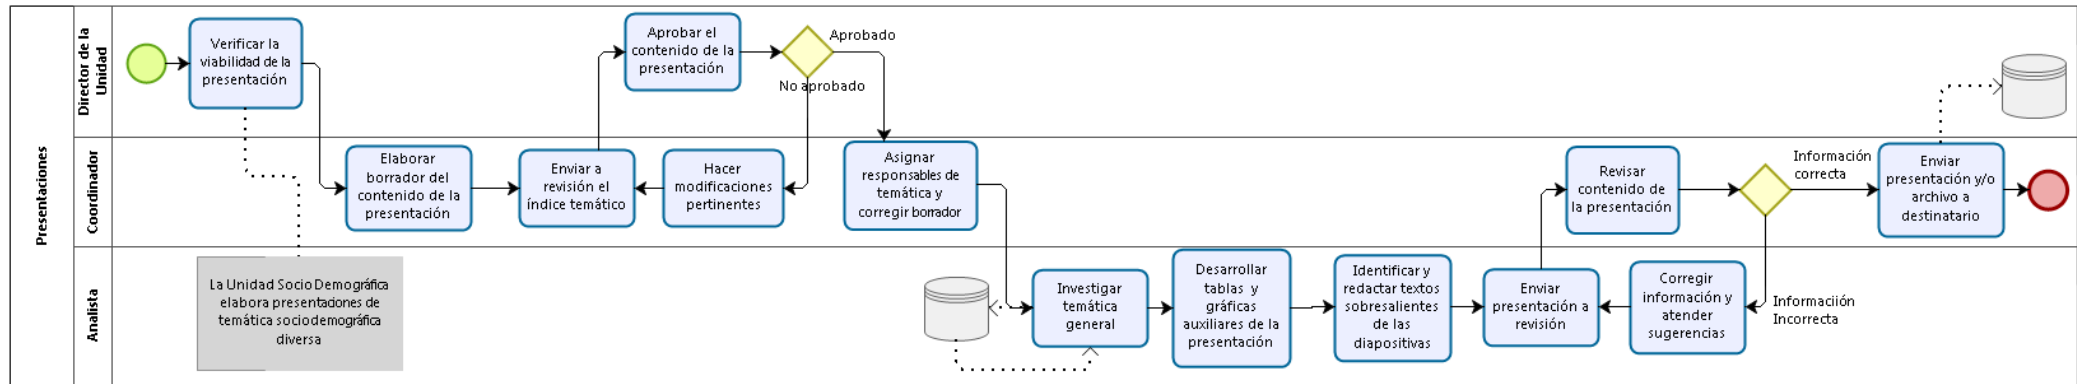 Presentaciones
Director de la
Unidad
Verificar la
viabilidad de la
presentación
Aprobar el
contenido de la
presentación
Aprobado
No aprobado
Coordinador
Elaborar
borrador del
contenido de la
presentación
Enviar a
revisión el
índice temático
Hacer
modificaciones
pertinentes
Asignar
responsables de
temática y
corregir borrador
Revisar
contenido de
la presentación
Información
correcta
Enviar
presentación y/o
archivo a
destinatario
Analista
La Unidad Socio Demográfica
elabora presentaciones de
temática sociodemográfica
diversa
Investigar
temática
general
Desarrollar
tablas y
gráficas
auxiliares de la
presentación
Identificar y
redactar textos
sobresalientes
de las
diapositivas
Enviar
presentación a
revisión
Corregir
información y
atender
sugerencias
Informaciión
Incorrecta